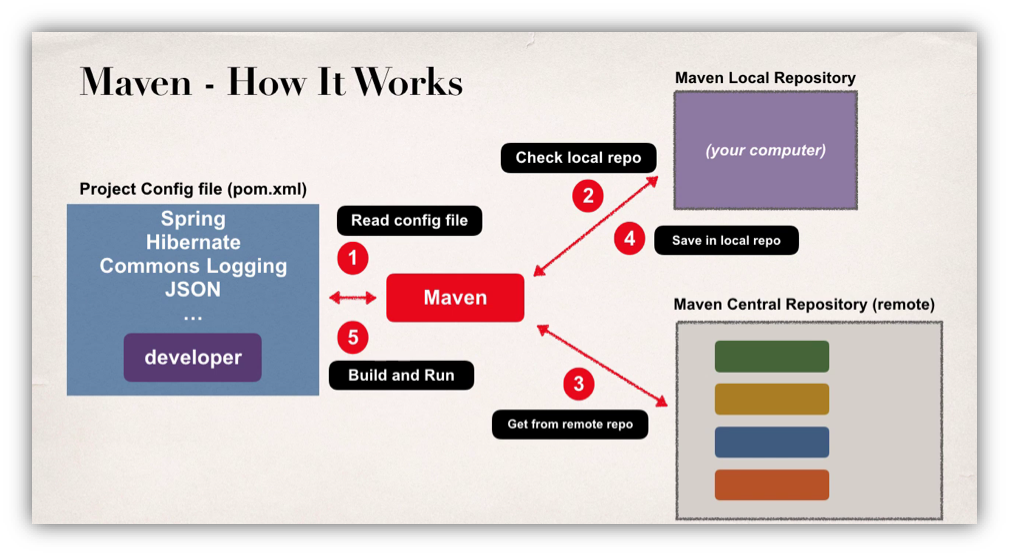 Maven - How It Works
Project Config file (pom.xml)
Spring
Hibernate
Commons Logging
JSON
...
developer
Read config file
1
5
Build and Run
Maven
Check local repo
2
4
Save in local repo
3
Get from remote repo
Maven Local Repository
(your computer)
Maven Central Repository (remote)